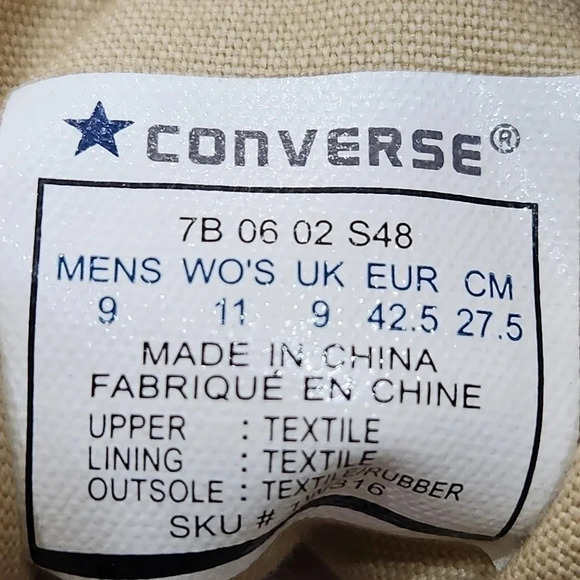 CONVERSE®
7B 06 02 S48
MENS WO'S UK EUR CM
9 11 9 42.5 27.5
MADE IN CHINA
FABRIQUÉ EN CHINE
UPPER : TEXTILE
LINING : TEXTILE
OUTSOLE : TEXTILE/RUBBER
SKU #